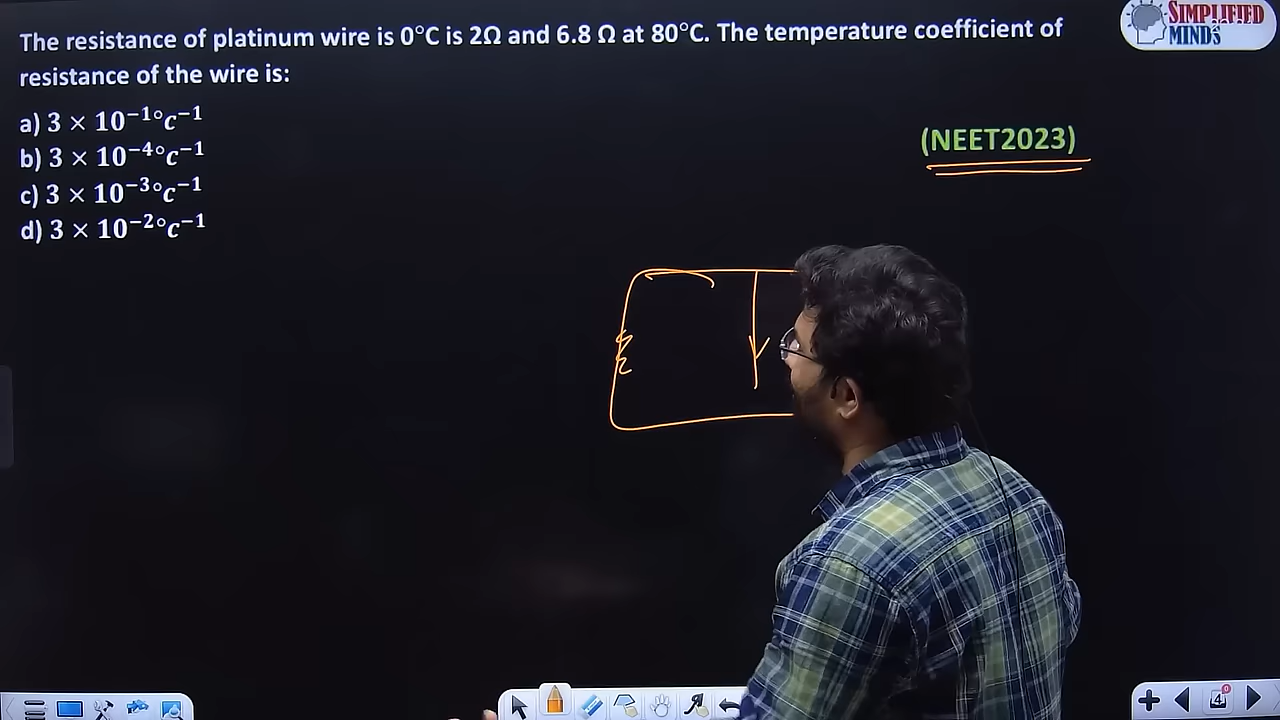 The resistance of platinum wire is 0°C is 2Ω and 6.8 Ω at 80°C. The temperature coefficient of
resistance of the wire is:
a) 3 × 10⁻¹°c⁻¹
b) 3 × 10⁻⁴°c⁻¹
c) 3 × 10⁻³°c⁻¹
d) 3 × 10⁻²°c⁻¹
(NEET2023)
SIMPLIFIED
MINDS
4